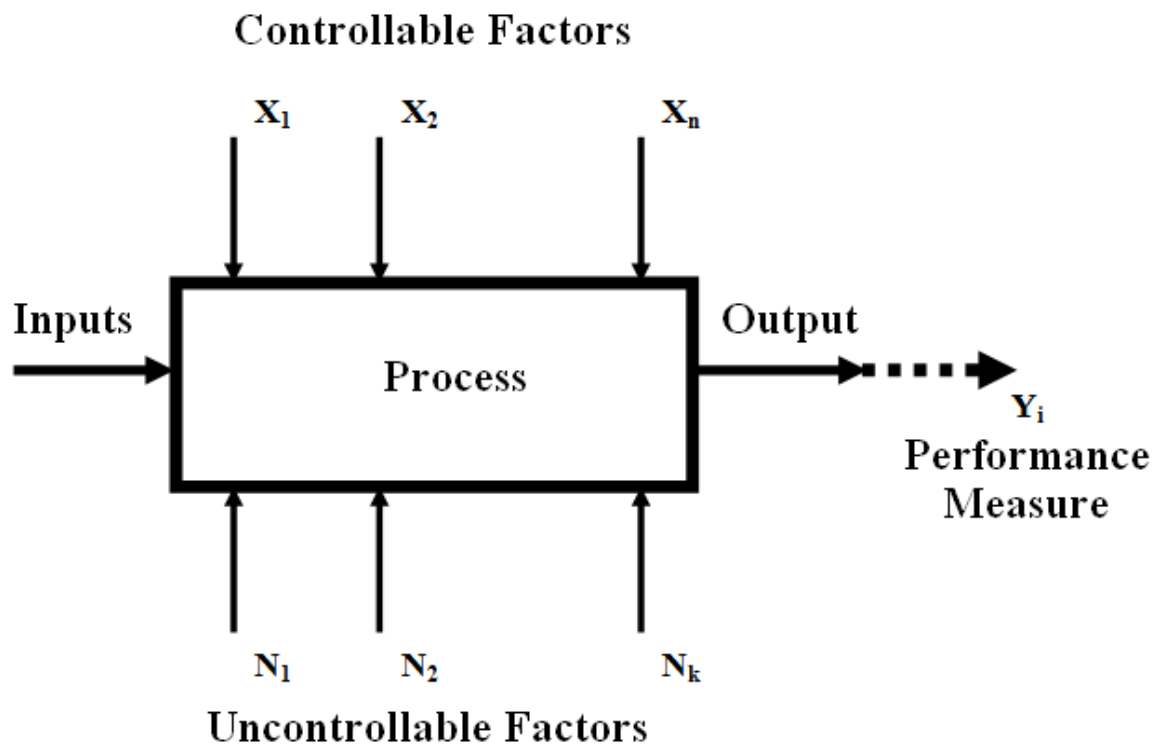 Controllable Factors
X₁ X₂ Xₙ
Inputs
Output
Process
Yᵢ
Performance
Measure
N₁ N₂ Nₖ
Uncontrollable Factors